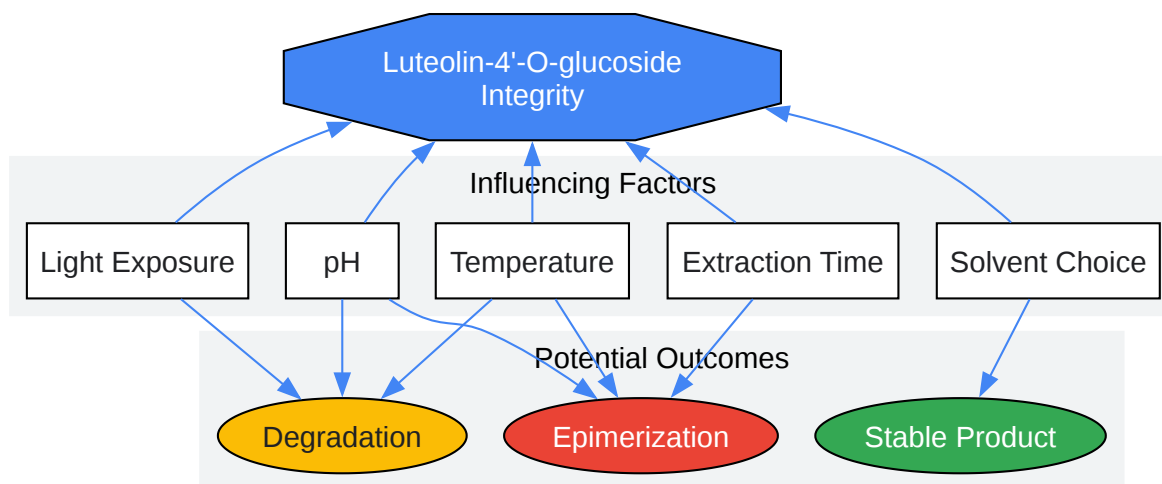 Luteolin-4'-O-glucoside
Integrity
Influencing Factors
Light Exposure
pH
Temperature
Extraction Time
Solvent Choice
Potential Outcomes
Degradation
Epimerization
Stable Product